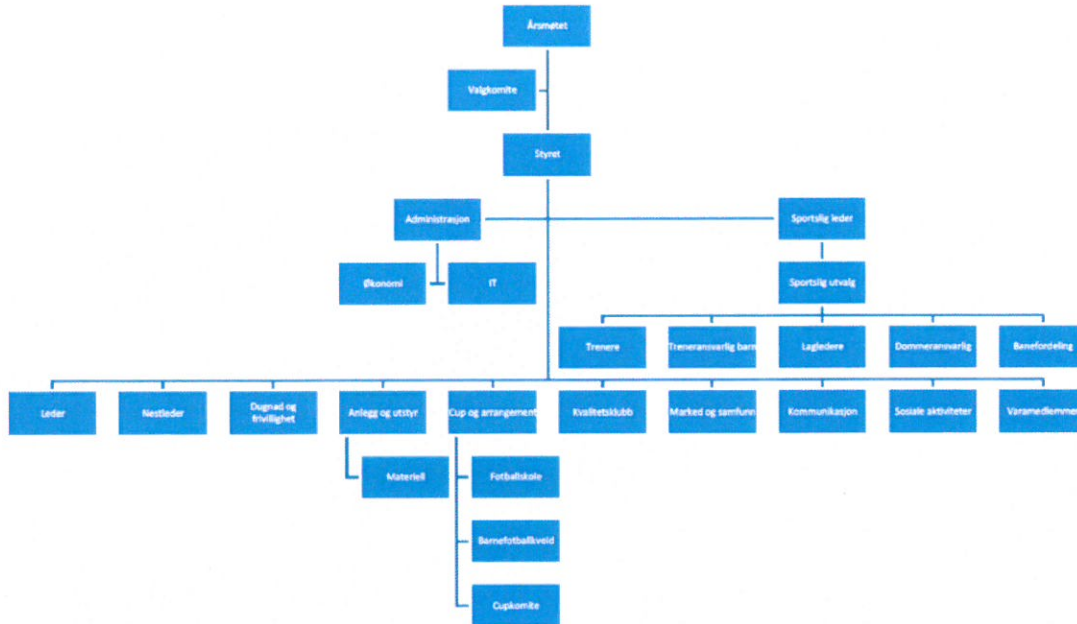 Årsmøtet
Valgkomite
Styret
Administrasjon
Sportslig leder
Økonomi
IT
Sportslig utvalg
Trenere
Treneransvarlig barn
Lagledere
Dommeransvarlig
Banefordeling
Leder
Nestleder
Dugnad og
frivillighet
Anlegg og utstyr
Cup og arrangement
Kvalitetsklubb
Marked og samfunn
Kommunikasjon
Sosiale aktiviteter
Varamedlemmer
Materiell
Fotballskole
Barnefotballkveld
Cupkomite